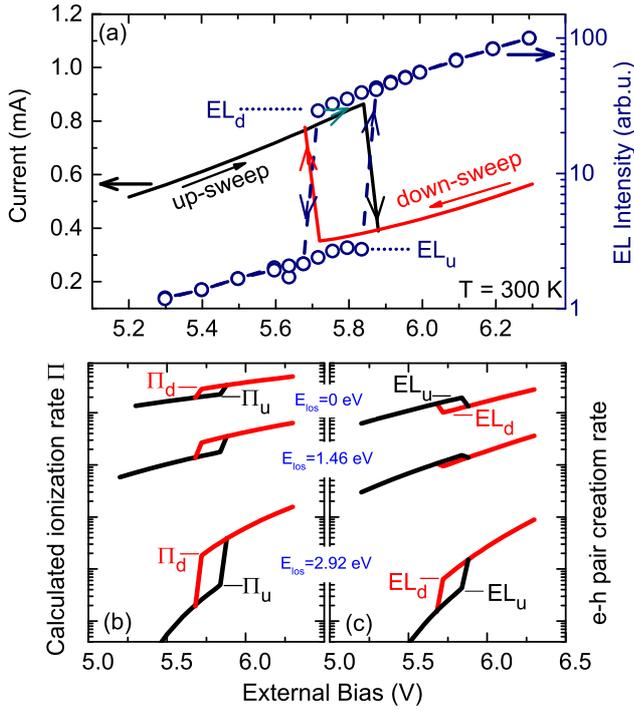 (a)
1.2
1.0
0.8
0.6
0.4
0.2
Current (mA)
100
10
1
EL Intensity (arb.u.)
EL_d
up-sweep
down-sweep
EL_u
T = 300 K
5.2 5.4 5.6 5.8 6.0 6.2
Calculated ionization rate Π
Π_d
Π_u
E_los=0 eV
EL_u
EL_d
E_los=1.46 eV
E_los=2.92 eV
Π_d
Π_u
EL_d
EL_u
(b)
(c)
e-h pair creatiom rate
5.0 5.5 6.0 5.5 6.0 6.5
External Bias (V)